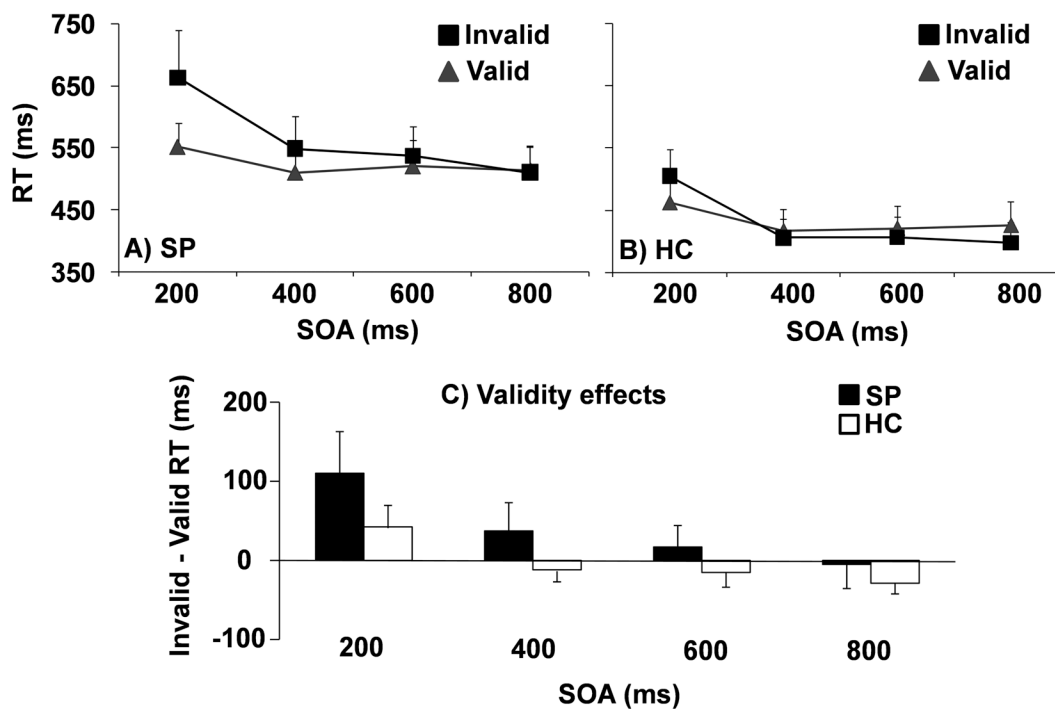 750
650
550
450
350
RT (ms)
Invalid
Valid
A) SP
200 400 600 800
SOA (ms)
Invalid
Valid
B) HC
200 400 600 800
SOA (ms)
C) Validity effects
SP
HC
Invalid - Valid RT (ms)
200
100
0
-100
200 400 600 800
SOA (ms)